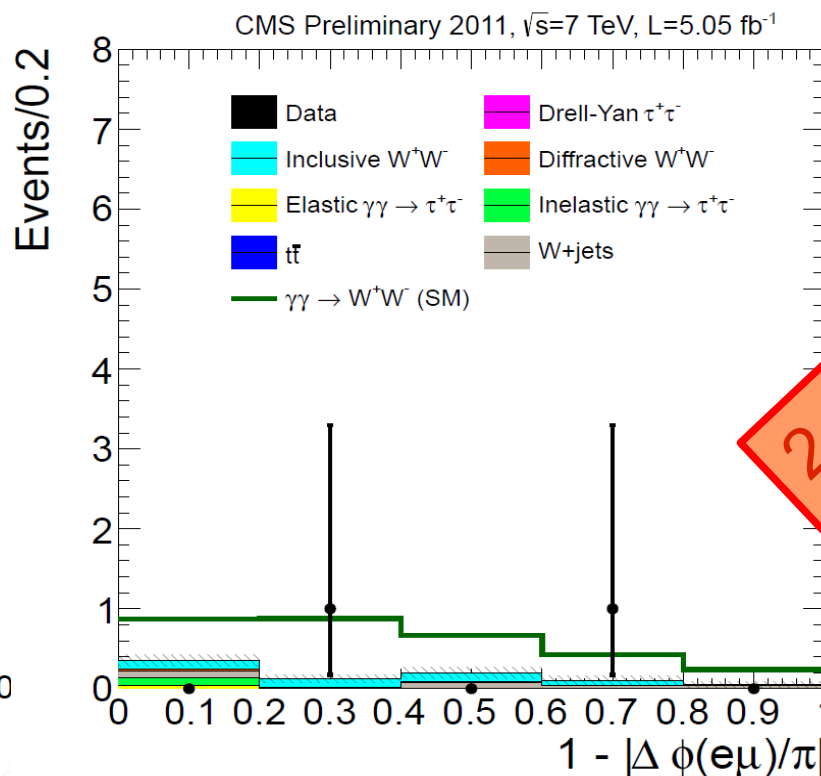 CMS Preliminary 2011, √s=7 TeV, L=5.05 fb⁻¹
Events/0.2
8
7
6
5
4
3
2
1
0
Data
Drell-Yan τ⁺τ⁻
Inclusive W⁺W⁻
Diffractive W⁺W⁻
Elastic γγ → τ⁺τ⁻
Inelastic γγ → τ⁺τ⁻
tt̄
W+jets
γγ → W⁺W⁻ (SM)
2
0 0.1 0.2 0.3 0.4 0.5 0.6 0.7 0.8 0.9
1 - |Δ φ(eμ)/π|